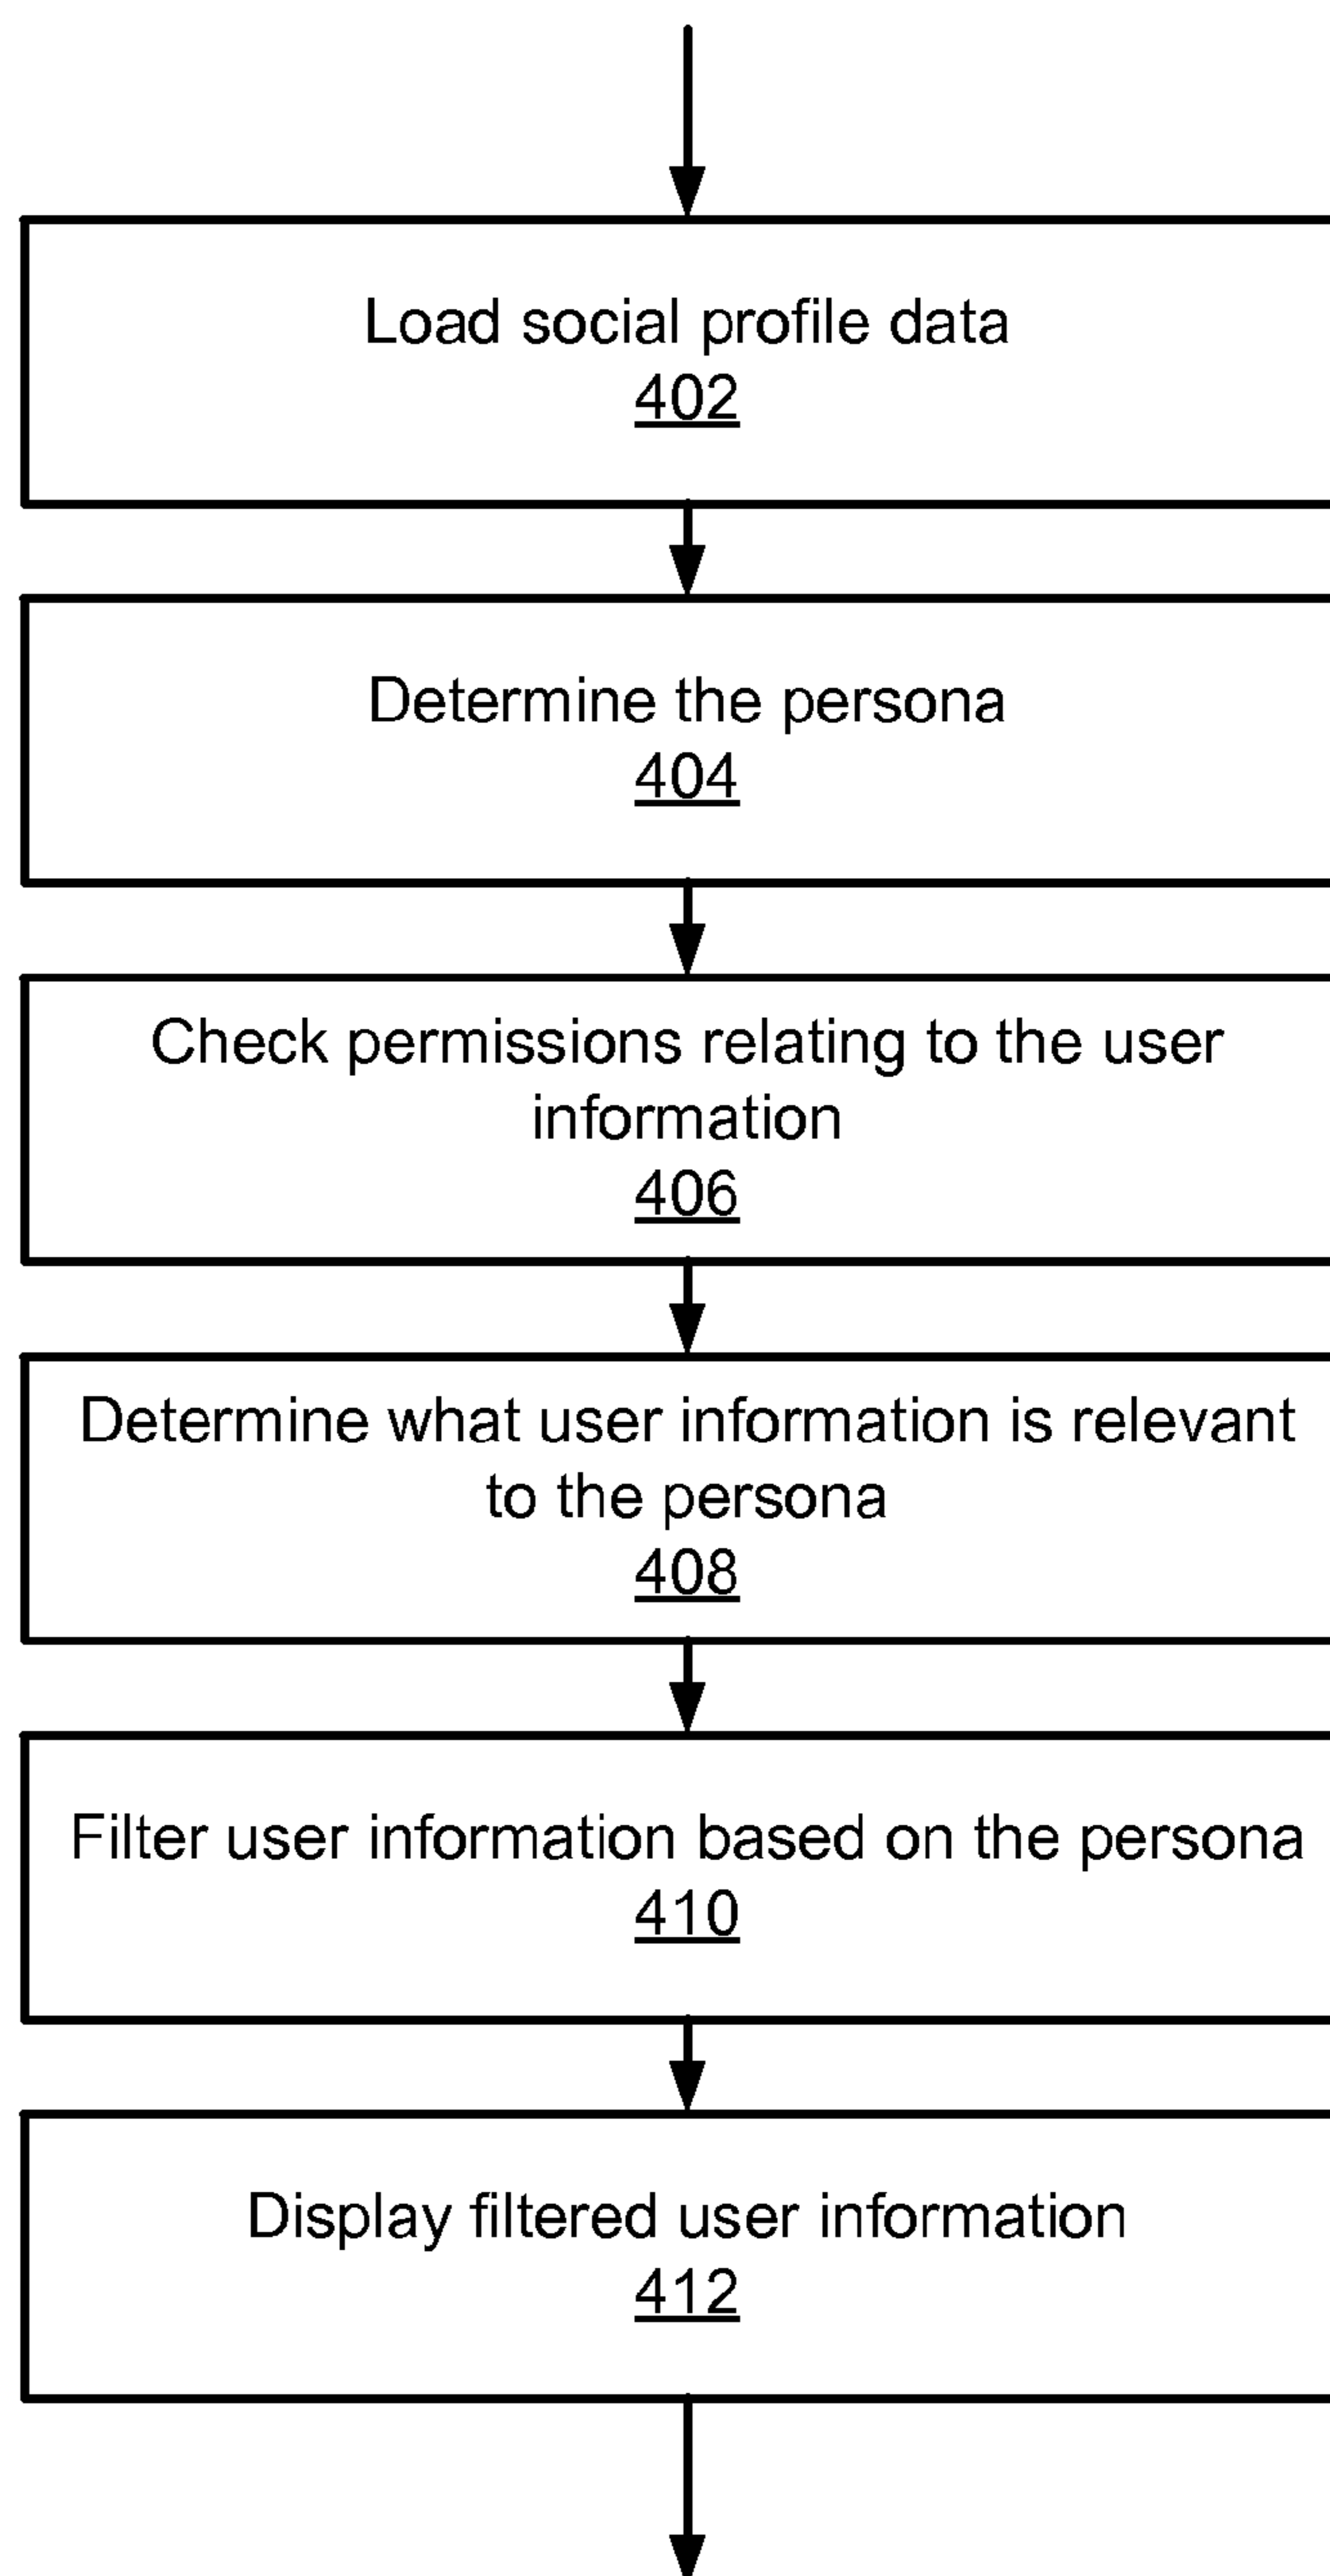 Load social profile data
402
Determine the persona
404
Check permissions relating to the user
information
406
Determine what user information is relevant
to the persona
408
Filter user information based on the persona
410
Display filtered user information
412